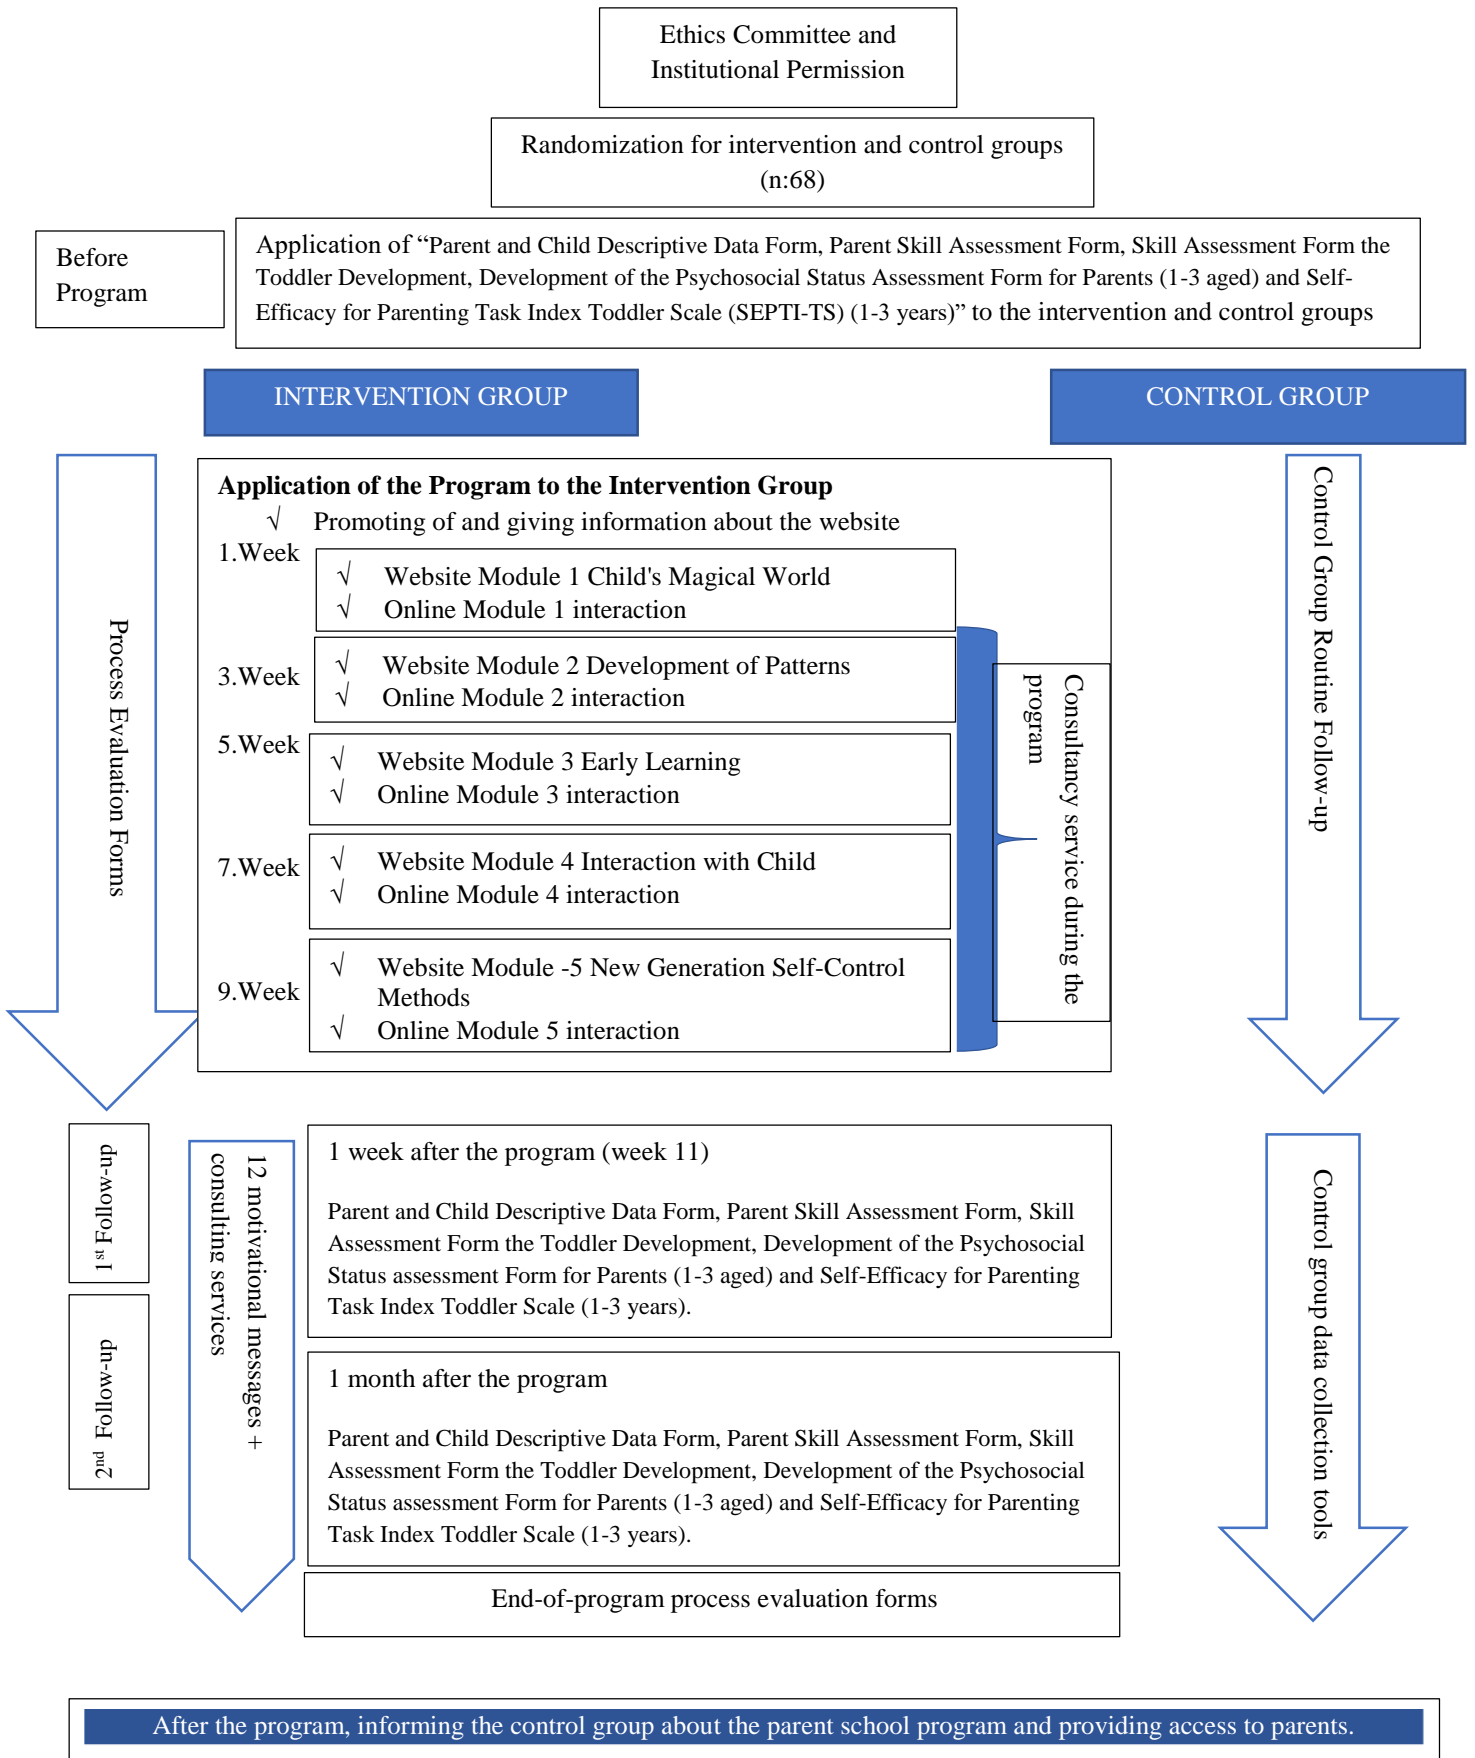 Ethics Committee and
Institutional Permission
Randomization for intervention and control groups
(n:68)
Before
Program
Application of “Parent and Child Descriptive Data Form, Parent Skill Assessment Form, Skill Assessment Form the
Toddler Development, Development of the Psychosocial Status Assessment Form for Parents (1-3 aged) and Self-
Efficacy for Parenting Task Index Toddler Scale (SEPTI-TS) (1-3 years)” to the intervention and control groups
INTERVENTION GROUP
CONTROL GROUP
Process Evaluation Forms
Application of the Program to the Intervention Group
√ Promoting of and giving information about the website
1.Week
√ Website Module 1 Child's Magical World
√ Online Module 1 interaction
3.Week
√ Website Module 2 Development of Patterns
√ Online Module 2 interaction
5.Week
√ Website Module 3 Early Learning
√ Online Module 3 interaction
7.Week
√ Website Module 4 Interaction with Child
√ Online Module 4 interaction
9.Week
√ Website Module -5 New Generation Self-Control
Methods
√ Online Module 5 interaction
Consultancy service during the
program
Control Group Routine Follow-up
1st Follow-up
2nd Follow-up
12 motivational messages +
consulting services
1 week after the program (week 11)
Parent and Child Descriptive Data Form, Parent Skill Assessment Form, Skill
Assessment Form the Toddler Development, Development of the Psychosocial
Status assessment Form for Parents (1-3 aged) and Self-Efficacy for Parenting
Task Index Toddler Scale (1-3 years).
1 month after the program
Parent and Child Descriptive Data Form, Parent Skill Assessment Form, Skill
Assessment Form the Toddler Development, Development of the Psychosocial
Status assessment Form for Parents (1-3 aged) and Self-Efficacy for Parenting
Task Index Toddler Scale (1-3 years).
End-of-program process evaluation forms
Control group data collection tools
After the program, informing the control group about the parent school program and providing access to parents.